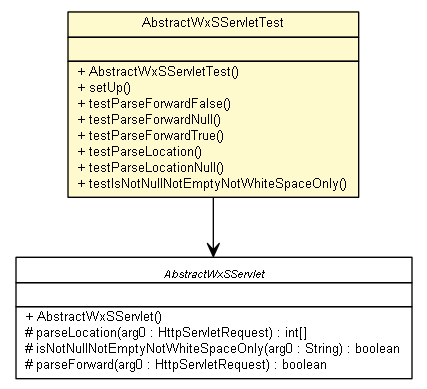 AbstractWxSServletTest
+ AbstractWxSServletTest()
+ setUp()
+ testParseForwardFalse()
+ testParseForwardNull()
+ testParseForwardTrue()
+ testParseLocation()
+ testParseLocationNull()
+ testIsNotNullNotEmptyNotWhiteSpaceOnly()
AbstractWxSServlet
+ AbstractWxSServlet()
# parseLocation(arg0 : HttpServletRequest) : int[]
# isNotNullNotEmptyNotWhiteSpaceOnly(arg0 : String) : boolean
# parseForward(arg0 : HttpServletRequest) : boolean